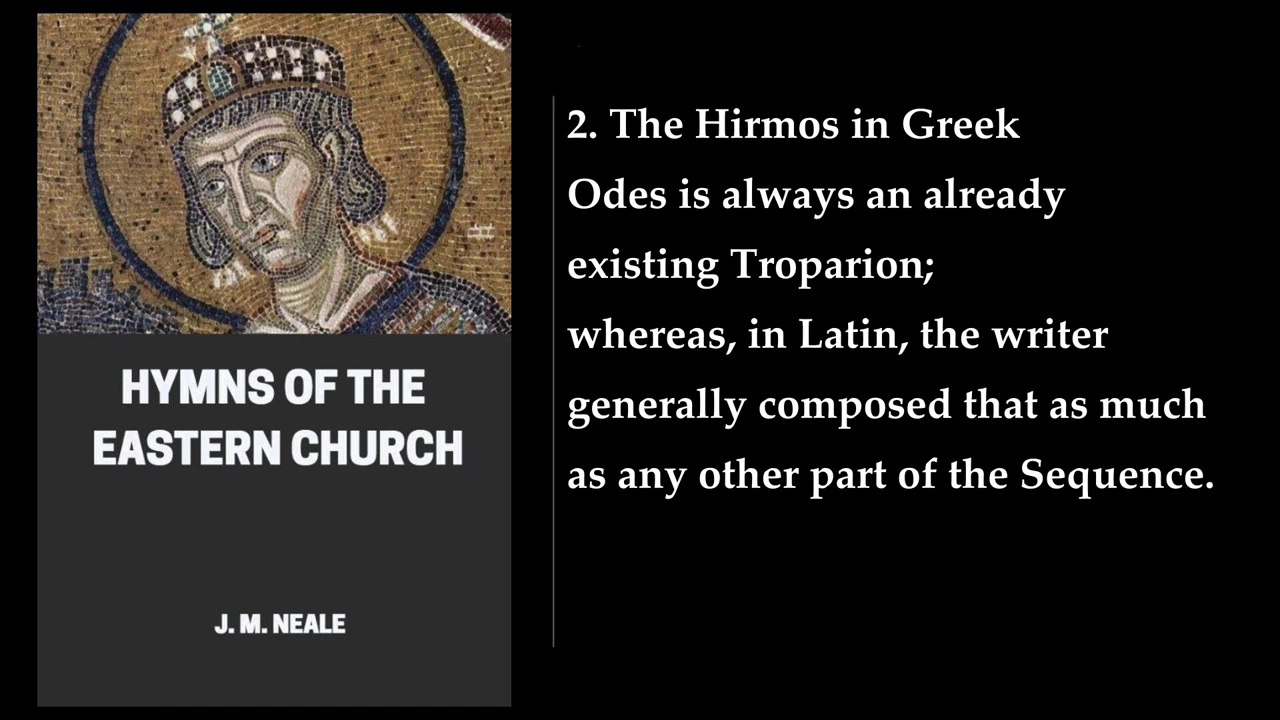 HYMNS OF THE
EASTERN CHURCH
J. M. NEALE
2. The Hirmos in Greek
Odes is always an already
existing Troparion;
whereas, in Latin, the writer
generally composed that as much
as any other part of the Sequence.